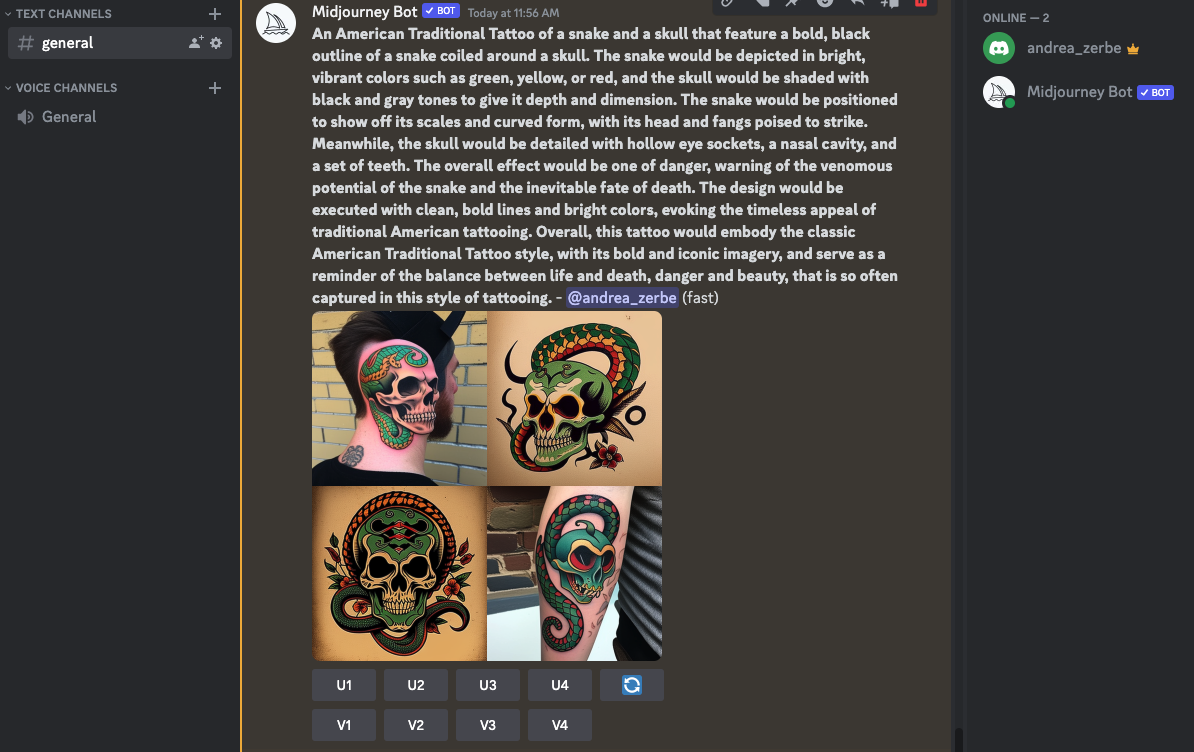 TEXT CHANNELS
general
VOICE CHANNELS
General
Midjourney Bot ✓ BOT Today at 11:56 AM
An American Traditional Tattoo of a snake and a skull that feature a bold, black
outline of a snake coiled around a skull. The snake would be depicted in bright,
vibrant colors such as green, yellow, or red, and the skull would be shaded with
black and gray tones to give it depth and dimension. The snake would be positioned
to show off its scales and curved form, with its head and fangs poised to strike.
Meanwhile, the skull would be detailed with hollow eye sockets, a nasal cavity, and
a set of teeth. The overall effect would be one of danger, warning of the venomous
potential of the snake and the inevitable fate of death. The design would be
executed with clean, bold lines and bright colors, evoking the timeless appeal of
traditional American tattooing. Overall, this tattoo would embody the classic
American Traditional Tattoo style, with its bold and iconic imagery, and serve as a
reminder of the balance between life and death, danger and beauty, that is so often
captured in this style of tattooing. - @andrea_zerbe (fast)
U1 U2 U3 U4
V1 V2 V3 V4
ONLINE — 2
andrea_zerbe
Midjourney Bot ✓ BOT